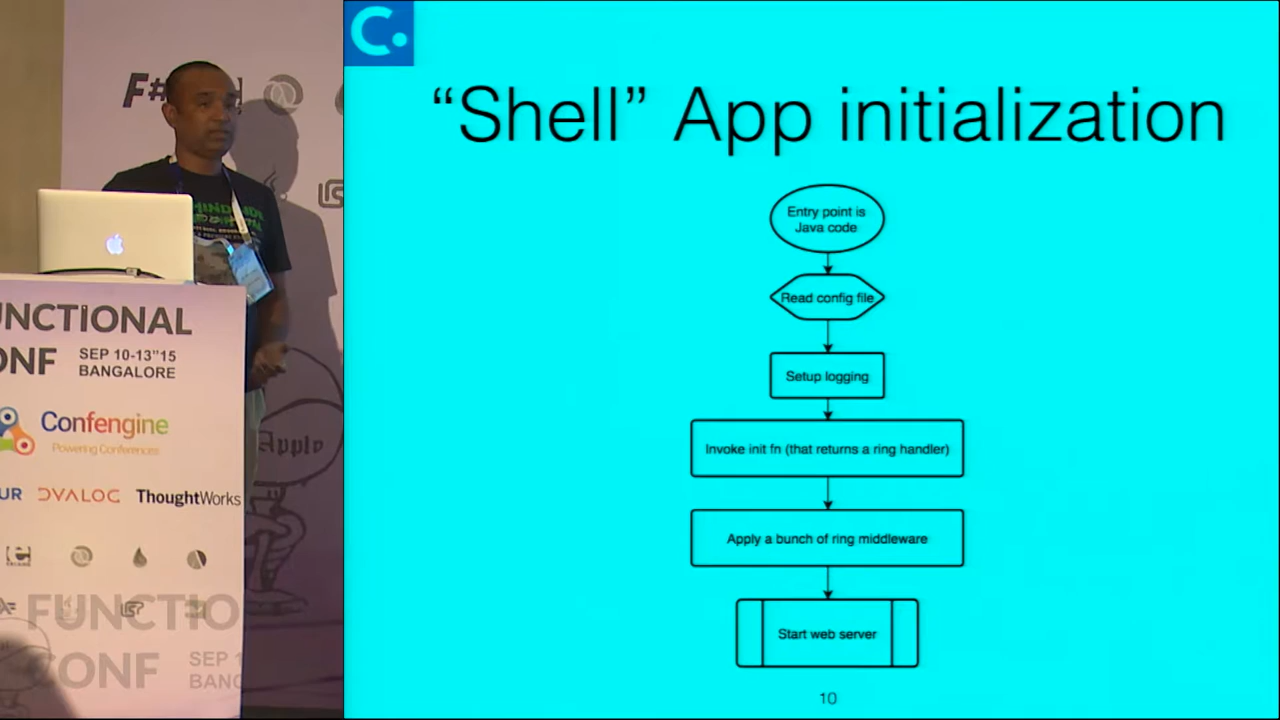 F#
"Shell" App initialization
Entry point is
Java code
Read config file
Setup logging
Invoke init fn (that returns a ring handler)
Apply a bunch of ring middleware
Start web server
10
Apply
UNCTIONAL
ONF
SEP 10-13"15
BANGALORE
Confengine
Powering Conferences
UR
DYALOG
ThoughtWorks
FUNCTIO
CONF
SEP 1
BANG